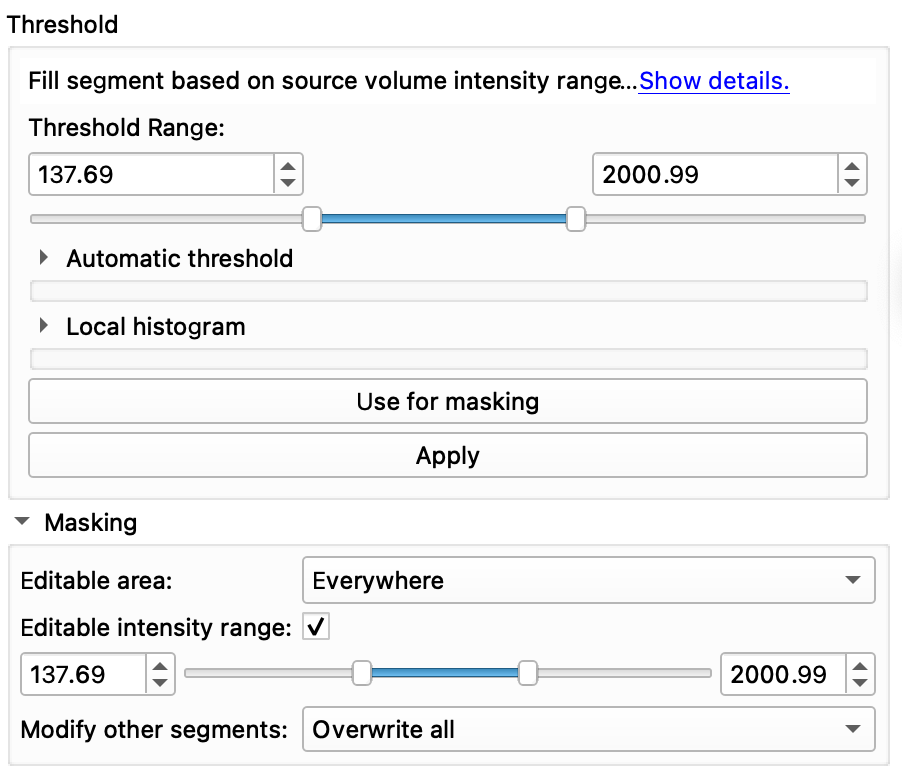 Threshold
Fill segment based on source volume intensity range...Show details.
Threshold Range:
137.69 2000.99
Automatic threshold
Local histogram
Use for masking
Apply
Masking
Editable area: Everywhere
Editable intensity range:
137.69 2000.99
Modify other segments: Overwrite all